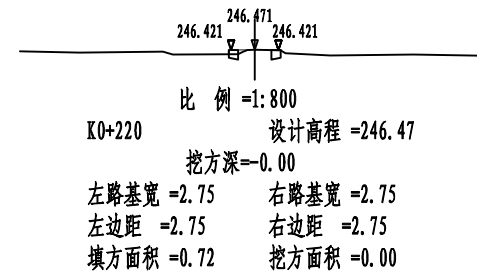 246.471
246.421 246.421
比 例 =1:800
K0+220 设计高程 =246.47
挖方深=-0.00
左路基宽 =2.75 右路基宽 =2.75
左边距 =2.75 右边距 =2.75
填方面积 =0.72 挖方面积 =0.00